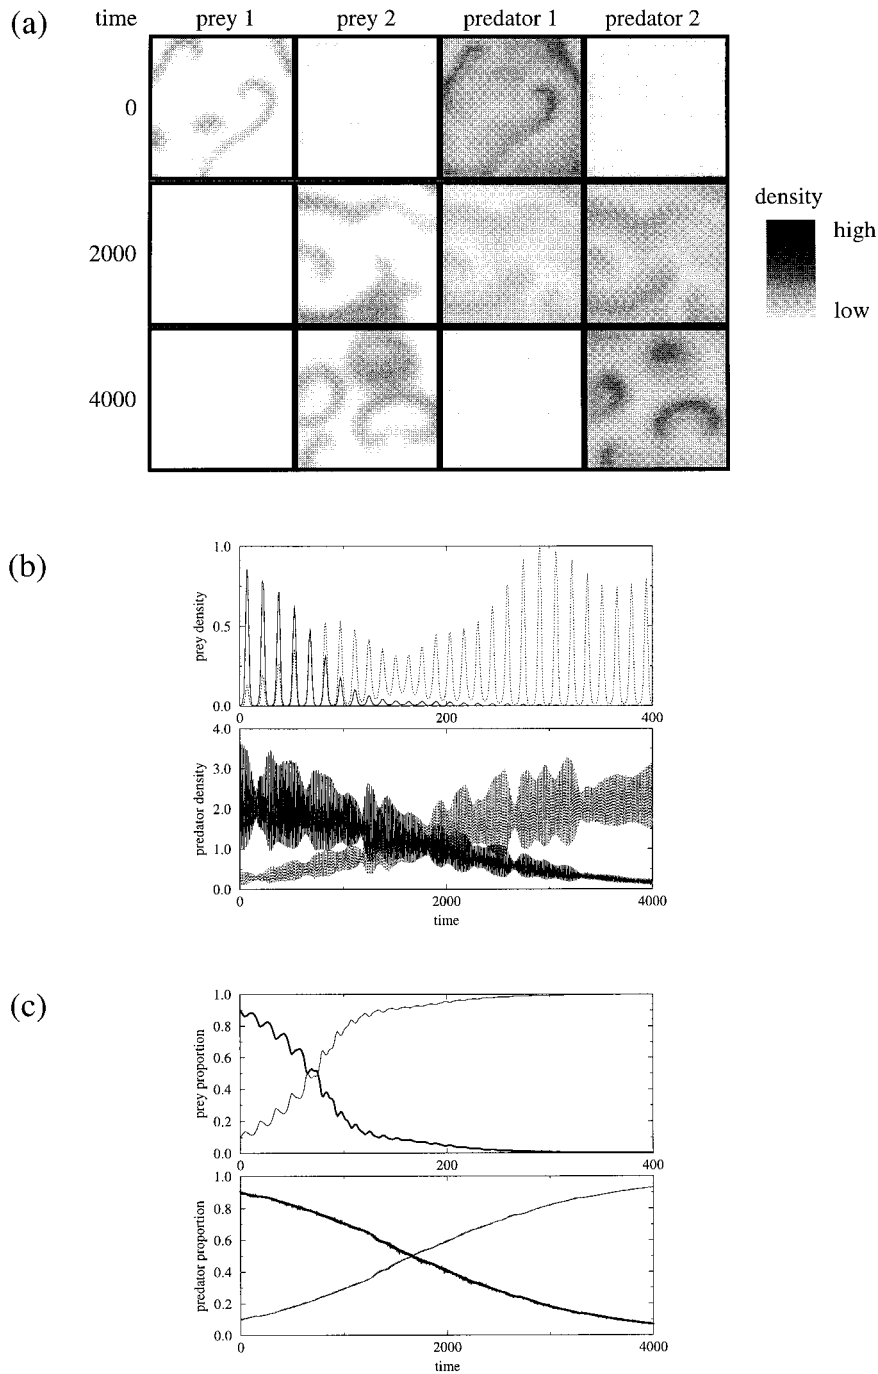 (a)
time prey 1 prey 2 predator 1 predator 2
0
2000
4000
density
high
low
(b)
1.0
0.5
0.0
prey density
0 200 400
4.0
3.0
2.0
1.0
0.0
predator density
0 2000 4000
time
(c)
1.0
0.8
0.6
0.4
0.2
0.0
prey proportion
0 200 400
1.0
0.8
0.6
0.4
0.2
0.0
predator proportion
0 2000 4000
time